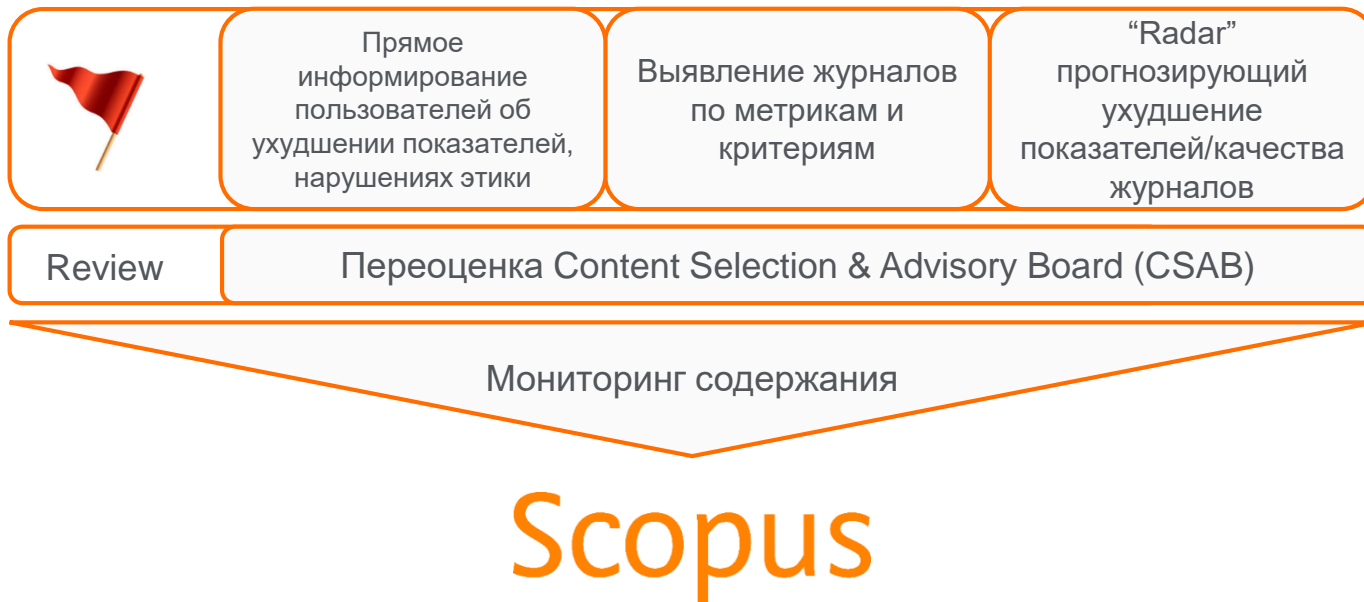 Прямое
информирование
пользователей об
ухудшении показателей,
нарушениях этики
Выявление журналов
по метрикам и
критериям
“Radar”
прогнозирующий
ухудшение
показателей/качества
журналов
Review
Переоценка Content Selection & Advisory Board (CSAB)
Мониторинг содержания
Scopus